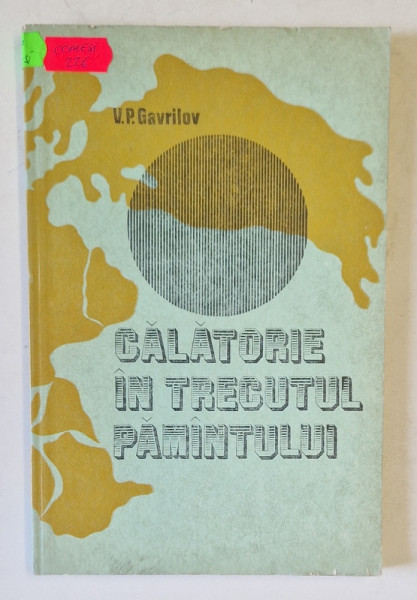 V.P. Gavrilov
CĂLĂTORIE
ÎN TRECUTUL
PĂMÎNTULUI